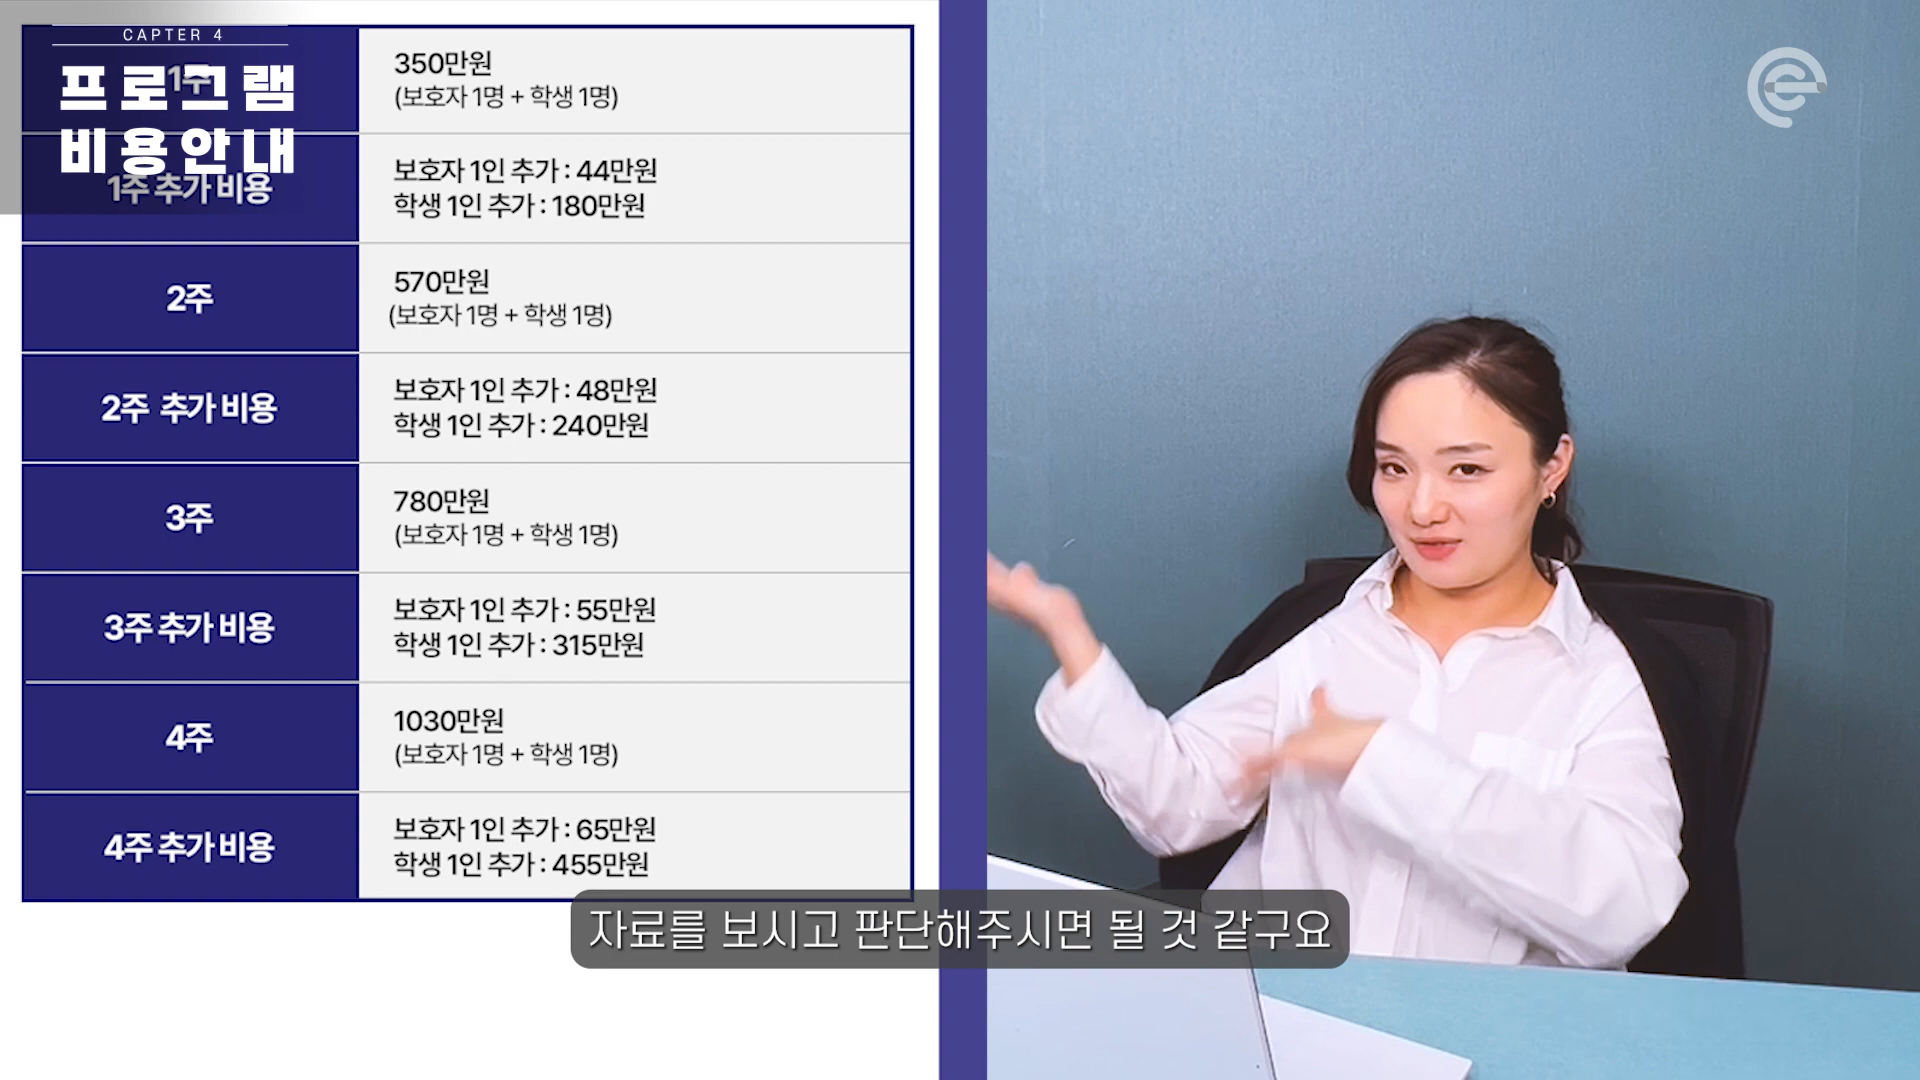 CAPTER 4
프로그램
비용안내
1주
350만원
(보호자 1명 + 학생 1명)
1주 추가 비용
보호자 1인 추가 : 44만원
학생 1인 추가 : 180만원
2주
570만원
(보호자 1명 + 학생 1명)
2주 추가 비용
보호자 1인 추가 : 48만원
학생 1인 추가 : 240만원
3주
780만원
(보호자 1명 + 학생 1명)
3주 추가 비용
보호자 1인 추가 : 55만원
학생 1인 추가 : 315만원
4주
1030만원
(보호자 1명 + 학생 1명)
4주 추가 비용
보호자 1인 추가 : 65만원
학생 1인 추가 : 455만원
자료를 보시고 판단해주시면 될 것 같구요